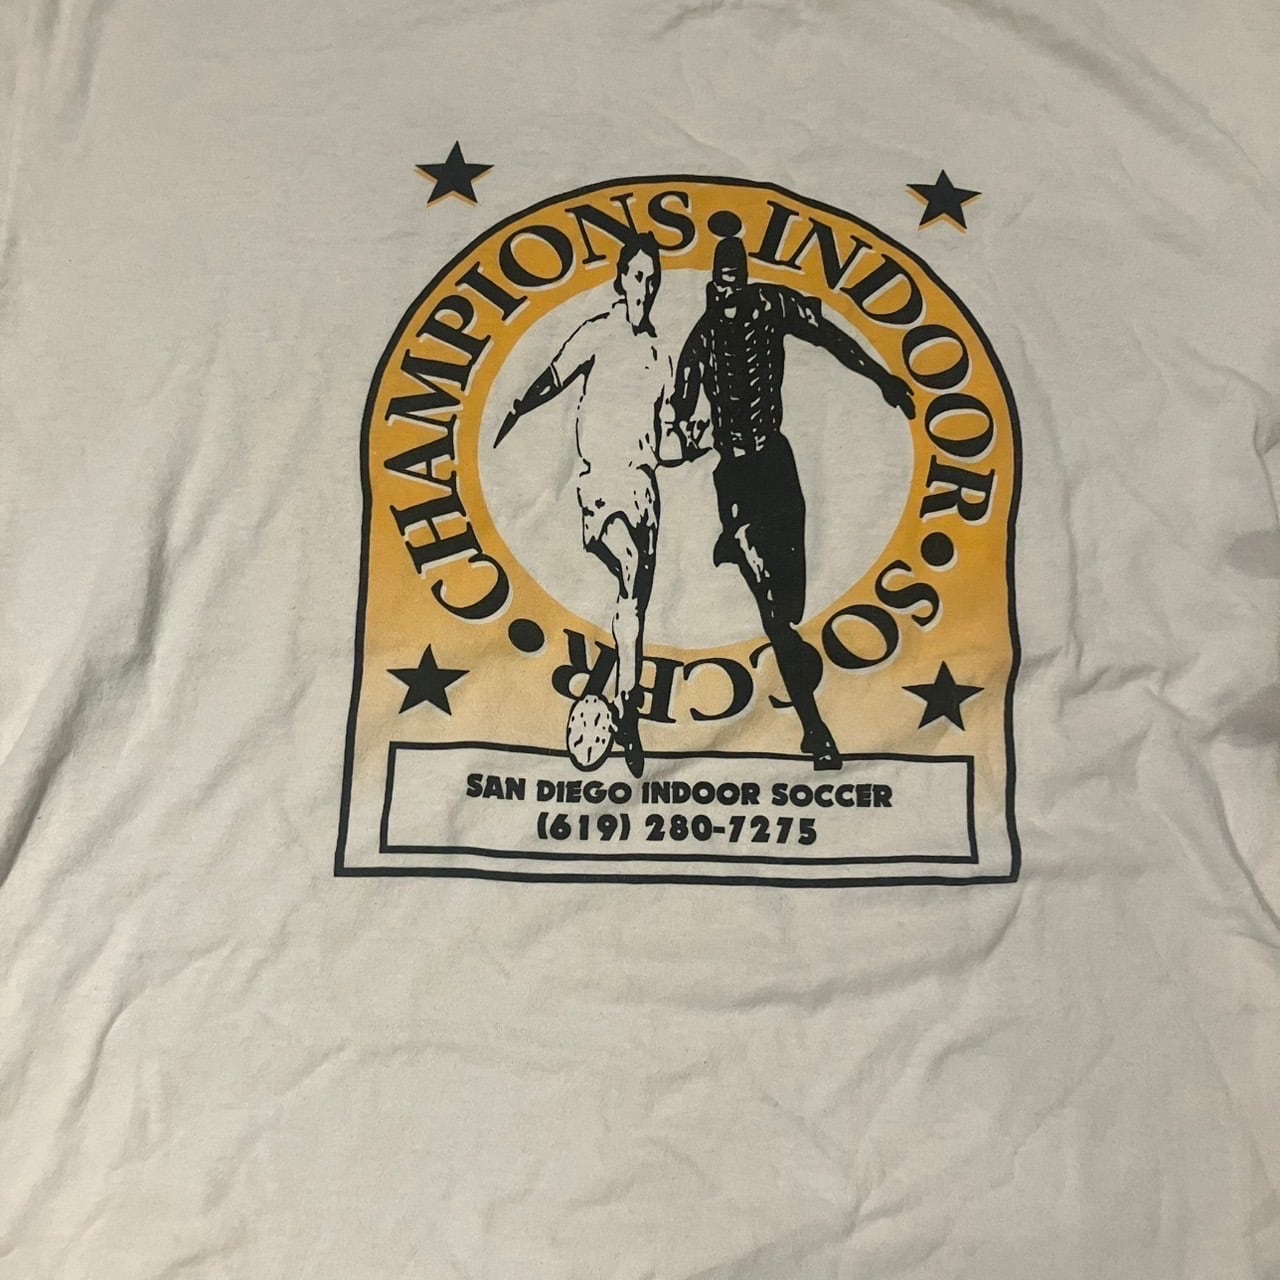 CHAMPIONS • INDOOR • SOCCER •
SAN DIEGO INDOOR SOCCER
(619) 280-7275